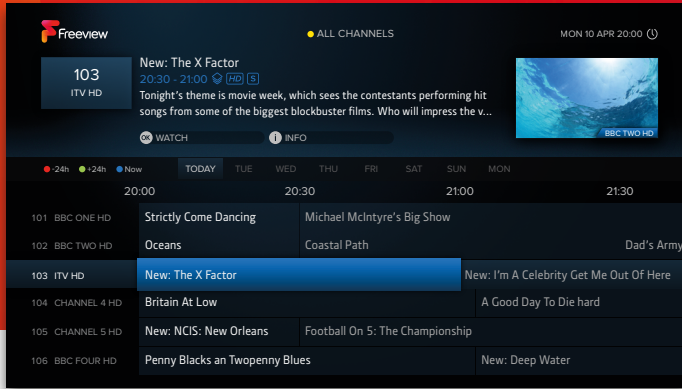 Freeview
ALL CHANNELS
MON 10 APR 20:00
103
ITV HD
New: The X Factor
20:30 - 21:00 HD S
Tonight's theme is movie week, which sees the contestants performing hit
songs from some of the biggest blockbuster films. Who will impress the v...
OK WATCH
i INFO
BBC TWO HD
-24h +24h Now
TODAY TUE WED THU FRI SAT SUN MON
20:00 20:30 21:00 21:30
101 BBC ONE HD Strictly Come Dancing Michael McIntyre's Big Show
102 BBC TWO HD Oceans Coastal Path Dad's Army
103 ITV HD New: The X Factor New: I'm A Celebrity Get Me Out Of Here
104 CHANNEL 4 HD Britain At Low A Good Day To Die hard
105 CHANNEL 5 HD New: NCIS: New Orleans Football On 5: The Championship
106 BBC FOUR HD Penny Blacks an Twopenny Blues New: Deep Water